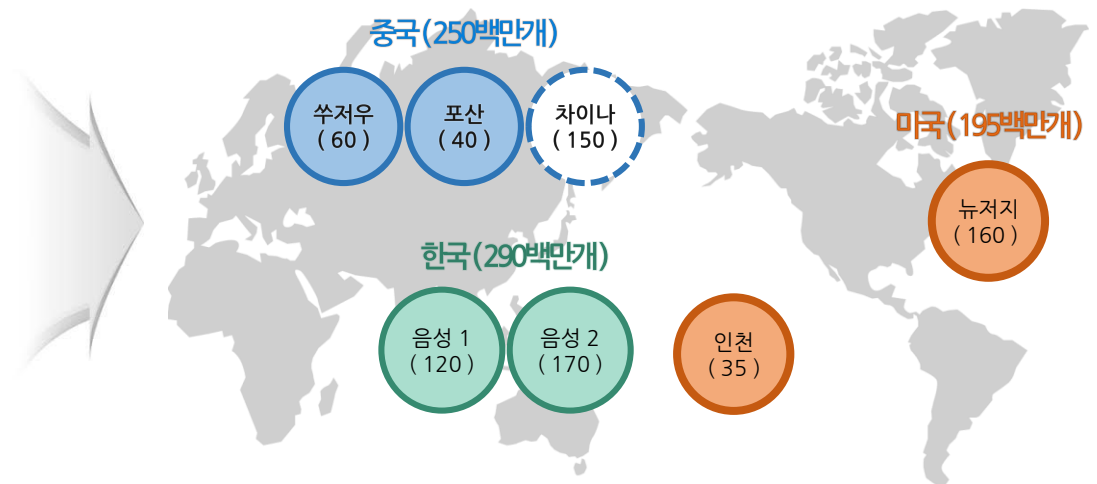 중국 ( 250백만개 )
쑤저우
( 60 )
포산
( 40 )
차이나
( 150 )
미국 ( 195백만개 )
뉴저지
( 160 )
한국 ( 290백만개 )
음성 1
( 120 )
음성 2
( 170 )
인천
( 35 )